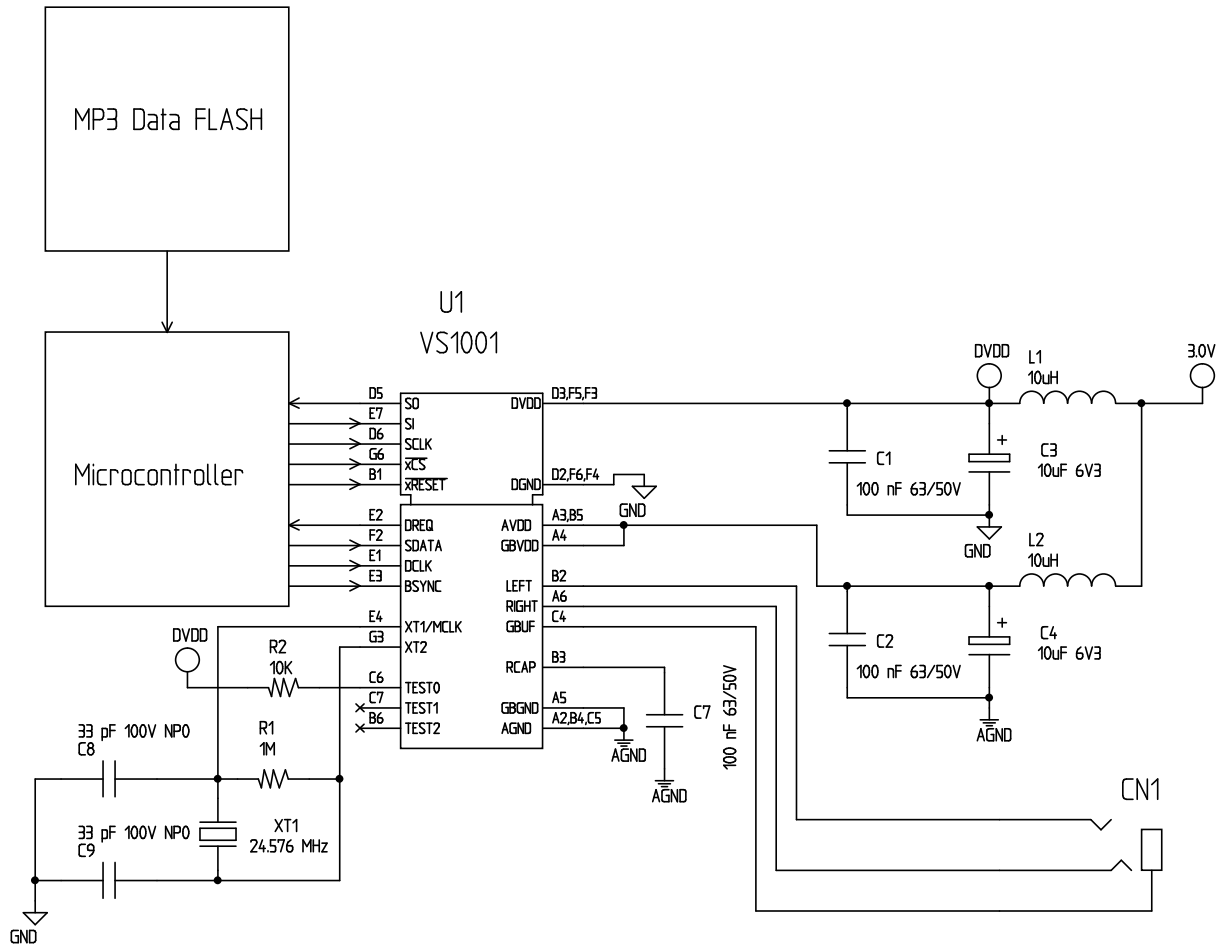 MP3 Data FLASH
U1
VS1001
Microcontroller
D5
E7
D6
G6
B1
E2
F2
E1
E3
E4
G3
C6
C7
B6
SO
SI
SCLK
xCS
xRESET
DREQ
SDATA
DCLK
BSYNC
XT1/MCLK
XT2
TEST0
TEST1
TEST2
DVDD
DGND
AVDD
GBVDD
LEFT
RIGHT
GBUF
RCAP
GBGND
AGND
D3,F5,F3
D2,F6,F4
A3,B5
A4
B2
A6
C4
B3
A5
A2,B4,C5
GND
AGND
C7
100 nF 63/50V
AGND
DVDD
L1
10uH
3.0V
C1
100 nF 63/50V
C3
10uF 6V3
+
GND
L2
10uH
C2
100 nF 63/50V
C4
10uF 6V3
+
AGND
CN1
DVDD
R2
10K
R1
1M
33 pF 100V NP0
C8
33 pF 100V NP0
C9
XT1
24.576 MHz
GND